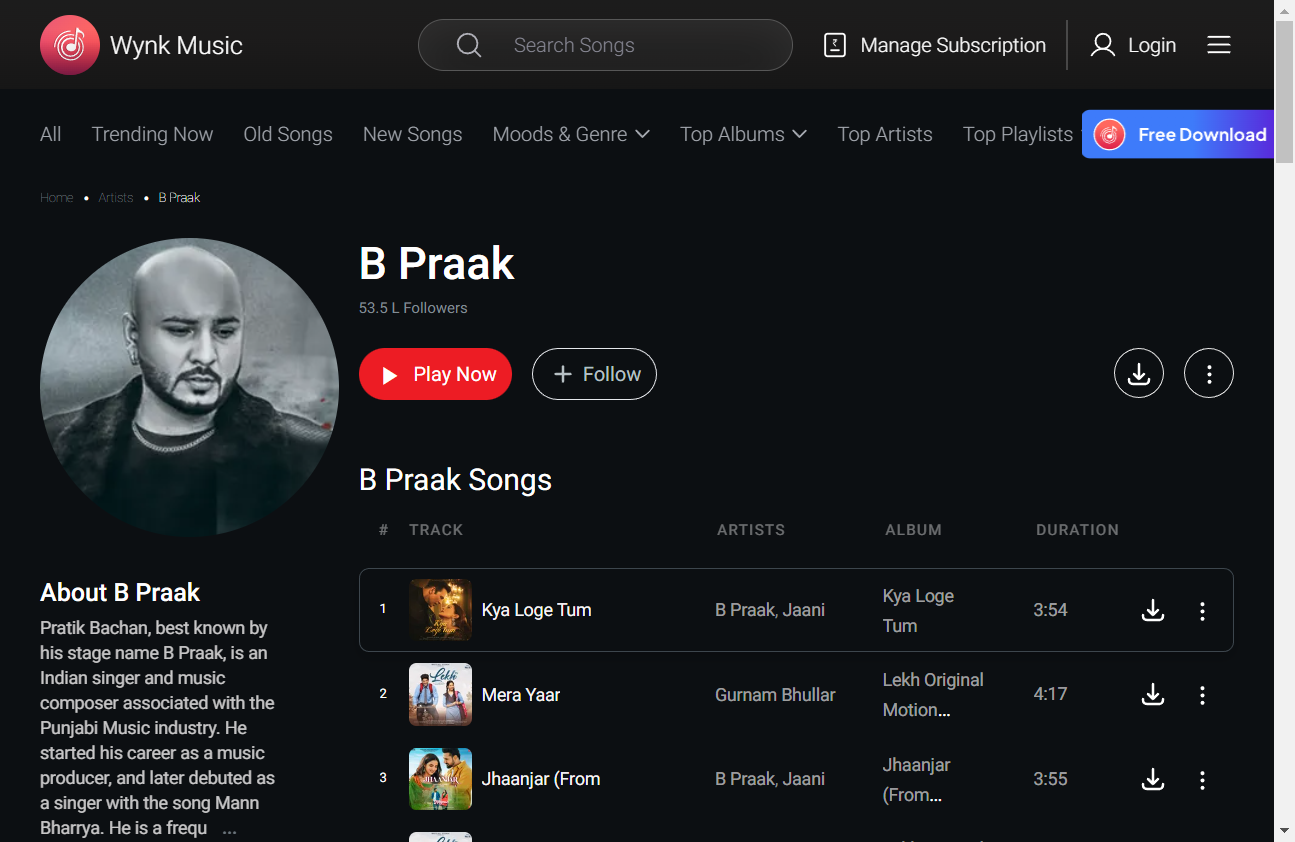 Wynk Music
Search Songs
Manage Subscription
Login
All
Trending Now
Old Songs
New Songs
Moods & Genre
Top Albums
Top Artists
Top Playlists
Free Download
Home • Artists • B Praak
B Praak
53.5 L Followers
Play Now
Follow
About B Praak
Pratik Bachan, best known by
his stage name B Praak, is an
Indian singer and music
composer associated with the
Punjabi Music industry. He
started his career as a music
producer, and later debuted as
a singer with the song Mann
Bharrya. He is a frequ ...
B Praak Songs
# TRACK ARTISTS ALBUM DURATION
1 Kya Loge Tum B Praak, Jaani Kya Loge 3:54
Tum
2 Mera Yaar Gurnam Bhullar Lekh Original 4:17
Motion...
3 Jhaanjar (From B Praak, Jaani Jhaanjar 3:55
(From...